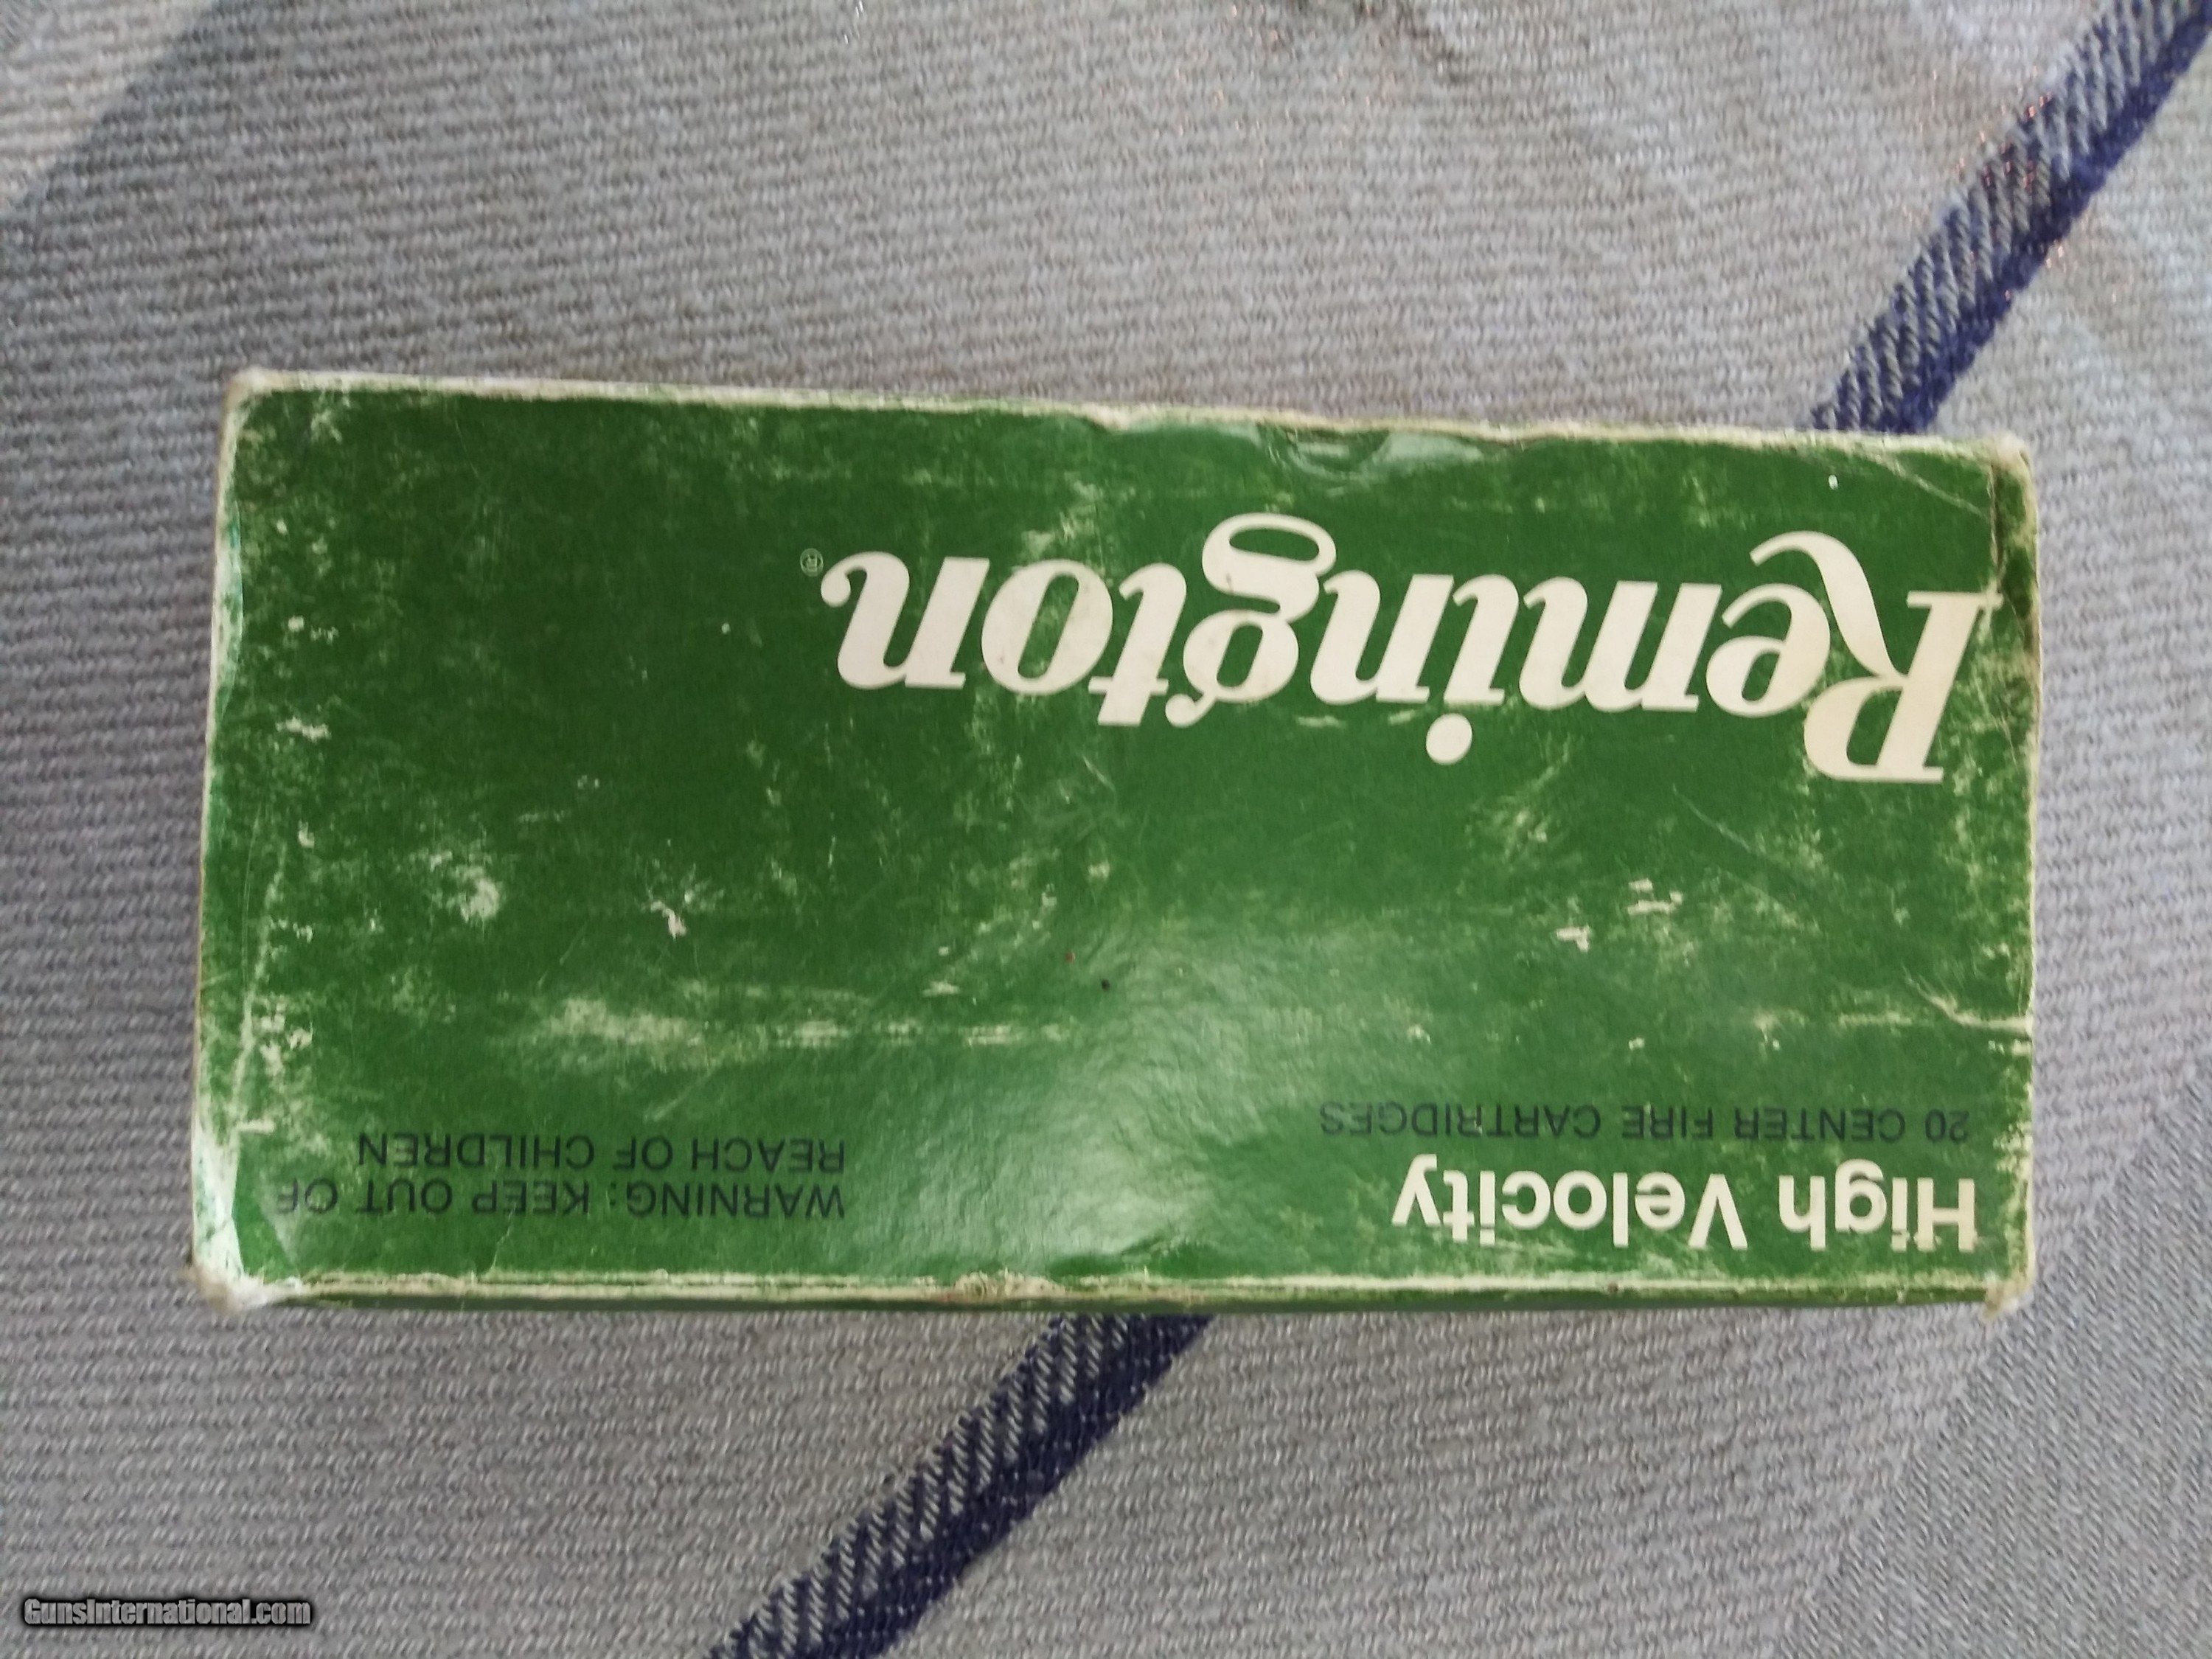 Remington®
High Velocity
20 CENTER FIRE CARTRIDGES
WARNING: KEEP OUT OF
REACH OF CHILDREN
GunsInternational.com